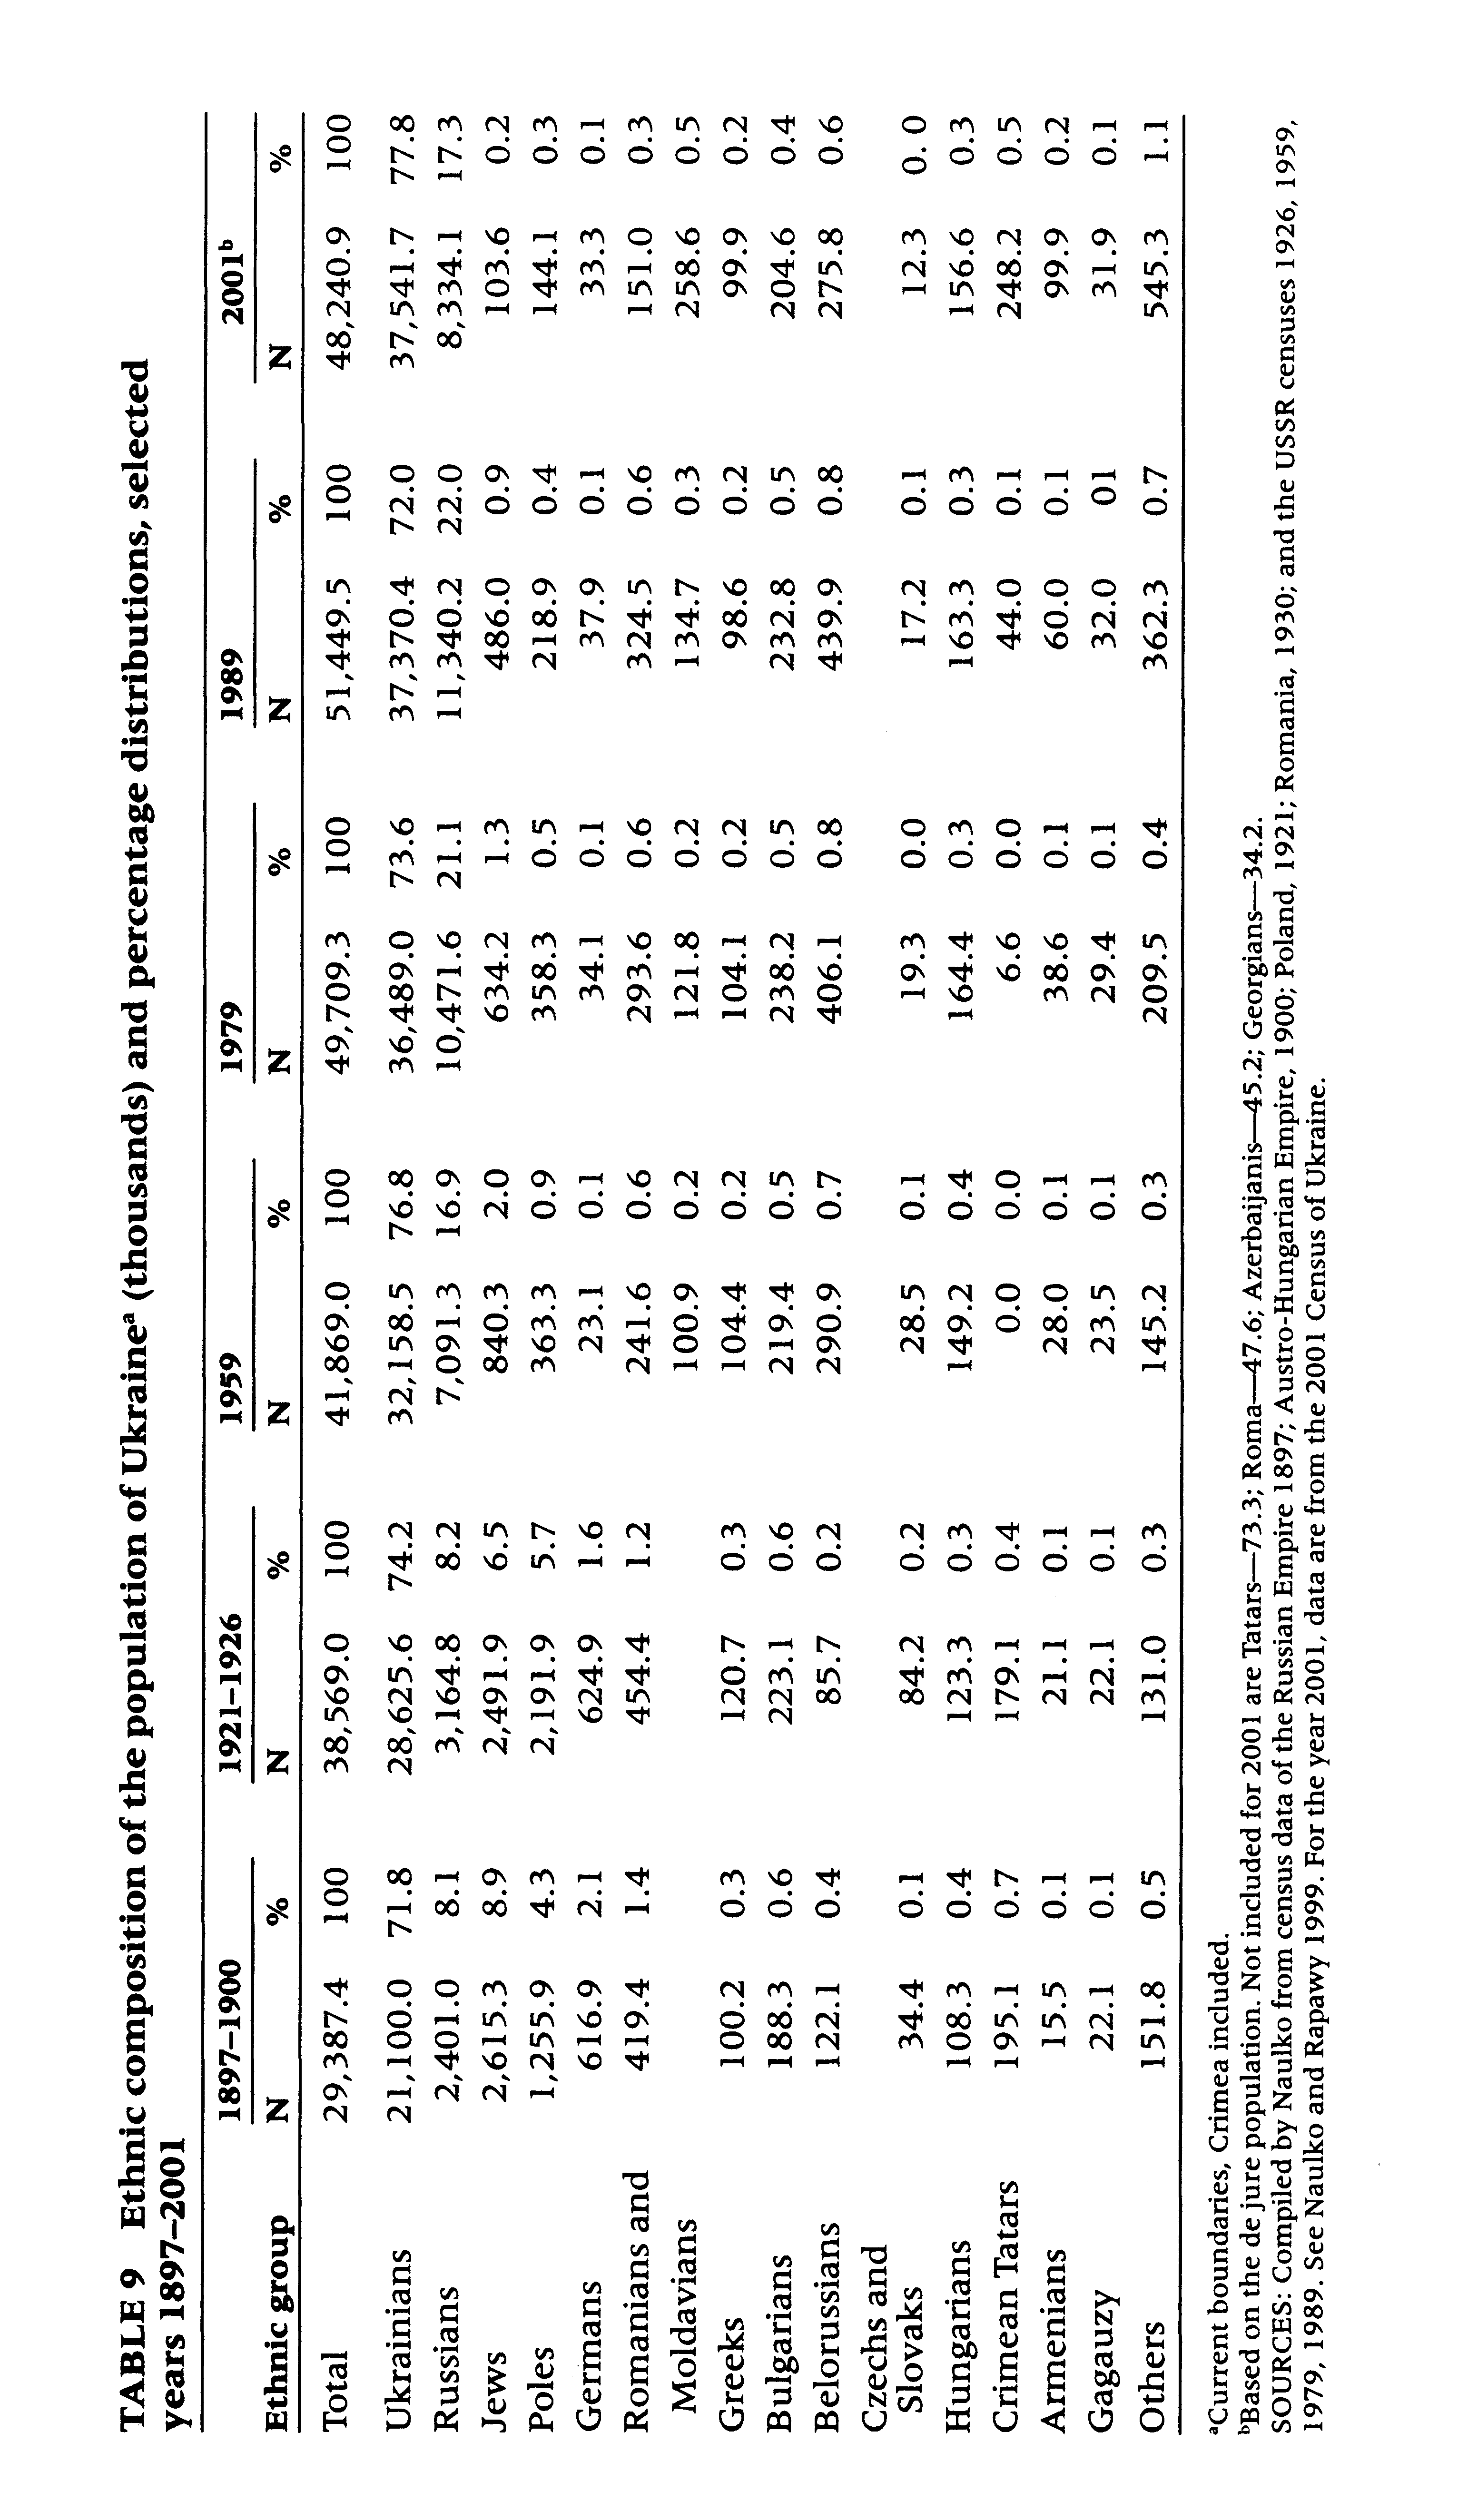 TABLE 9 Ethnic composition of the population of Ukraineᵃ (thousands) and percentage distributions, selected
years 1897–2001
1897–1900 1921–1926 1959 1979 1989 2001ᵇ
Ethnic group N % N % N % N % N % N %
Total 29,387.4 100 38,569.0 100 41,869.0 100 49,709.3 100 51,449.5 100 48,240.9 100
Ukrainians 21,100.0 71.8 28,625.6 74.2 32,158.5 76.8 36,489.0 73.6 37,370.4 72.0 37,541.7 77.8
Russians 2,401.0 8.1 3,164.8 8.2 7,091.3 16.9 10,471.6 21.1 11,340.2 22.0 8,334.1 17.3
Jews 2,615.3 8.9 2,491.9 6.5 840.3 2.0 634.2 1.3 486.0 0.9 103.6 0.2
Poles 1,255.9 4.3 2,191.9 5.7 363.3 0.9 358.3 0.5 218.9 0.4 144.1 0.3
Germans 616.9 2.1 624.9 1.6 23.1 0.1 34.1 0.1 37.9 0.1 33.3 0.1
Romanians and 419.4 1.4 454.4 1.2 241.6 0.6 293.6 0.6 324.5 0.6 151.0 0.3
Moldavians 100.9 0.2 121.8 0.2 134.7 0.3 258.6 0.5
Greeks 100.2 0.3 120.7 0.3 104.4 0.2 104.1 0.2 98.6 0.2 99.9 0.2
Bulgarians 188.3 0.6 223.1 0.6 219.4 0.5 238.2 0.5 232.8 0.5 204.6 0.4
Belorussians 122.1 0.4 85.7 0.2 290.9 0.7 406.1 0.8 439.9 0.8 275.8 0.6
Czechs and
Slovaks 34.4 0.1 84.2 0.2 28.5 0.1 19.3 0.0 17.2 0.1 12.3 0. 0
Hungarians 108.3 0.4 123.3 0.3 149.2 0.4 164.4 0.3 163.3 0.3 156.6 0.3
Crimean Tatars 195.1 0.7 179.1 0.4 0.0 0.0 6.6 0.0 44.0 0.1 248.2 0.5
Armenians 15.5 0.1 21.1 0.1 28.0 0.1 38.6 0.1 60.0 0.1 99.9 0.2
Gagauzy 22.1 0.1 22.1 0.1 23.5 0.1 29.4 0.1 32.0 01 31.9 0.1
Others 151.8 0.5 131.0 0.3 145.2 0.3 209.5 0.4 362.3 0.7 545.3 1.1
ᵃCurrent boundaries, Crimea included.
ᵇBased on the de jure population. Not included for 2001 are Tatars—73.3; Roma—47.6; Azerbaijanis—45.2; Georgians—34.2.
SOURCES: Compiled by Naulko from census data of the Russian Empire 1897; Austro-Hungarian Empire, 1900; Poland, 1921; Romania, 1930; and the USSR censuses 1926, 1959,
1979, 1989. See Naulko and Rapawy 1999. For the year 2001, data are from the 2001 Census of Ukraine.